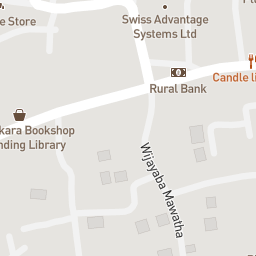 e Store
Swiss Advantage
Systems Ltd
Rural Bank
Candle li
kara Bookshop
nding Library
Wijayaba Mawatha